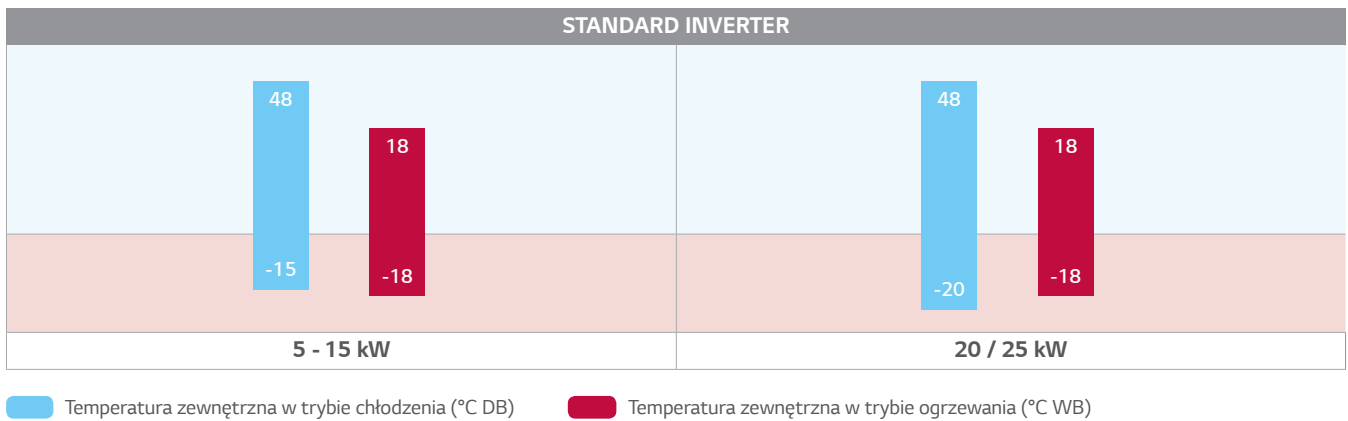 STANDARD INVERTER
48
18
48
18
-15
-18
-20
-18
5 - 15 kW
20 / 25 kW
Temperatura zewnętrzna w trybie chłodzenia (°C DB)
Temperatura zewnętrzna w trybie ogrzewania (°C WB)